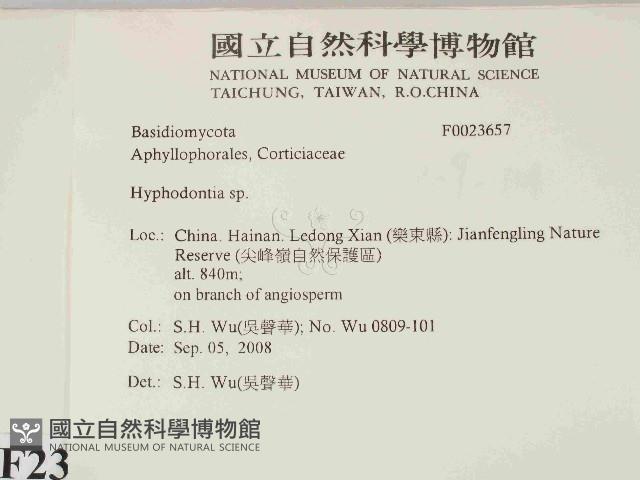 國立自然科學博物館
NATIONAL MUSEUM OF NATURAL SCIENCE
TAICHUNG, TAIWAN, R.O.CHINA
Basidiomycota F0023657
Aphyllophorales, Corticiaceae
Hyphodontia sp.
Loc.: China. Hainan. Ledong Xian (樂東縣): Jianfengling Nature
Reserve (尖峰嶺自然保護區)
alt. 840m;
on branch of angiosperm
Col.: S.H. Wu(吳聲華); No. Wu 0809-101
Date: Sep. 05, 2008
Det.: S.H. Wu(吳聲華)
國立自然科學博物館
NATIONAL MUSEUM OF NATURAL SCIENCE
F23